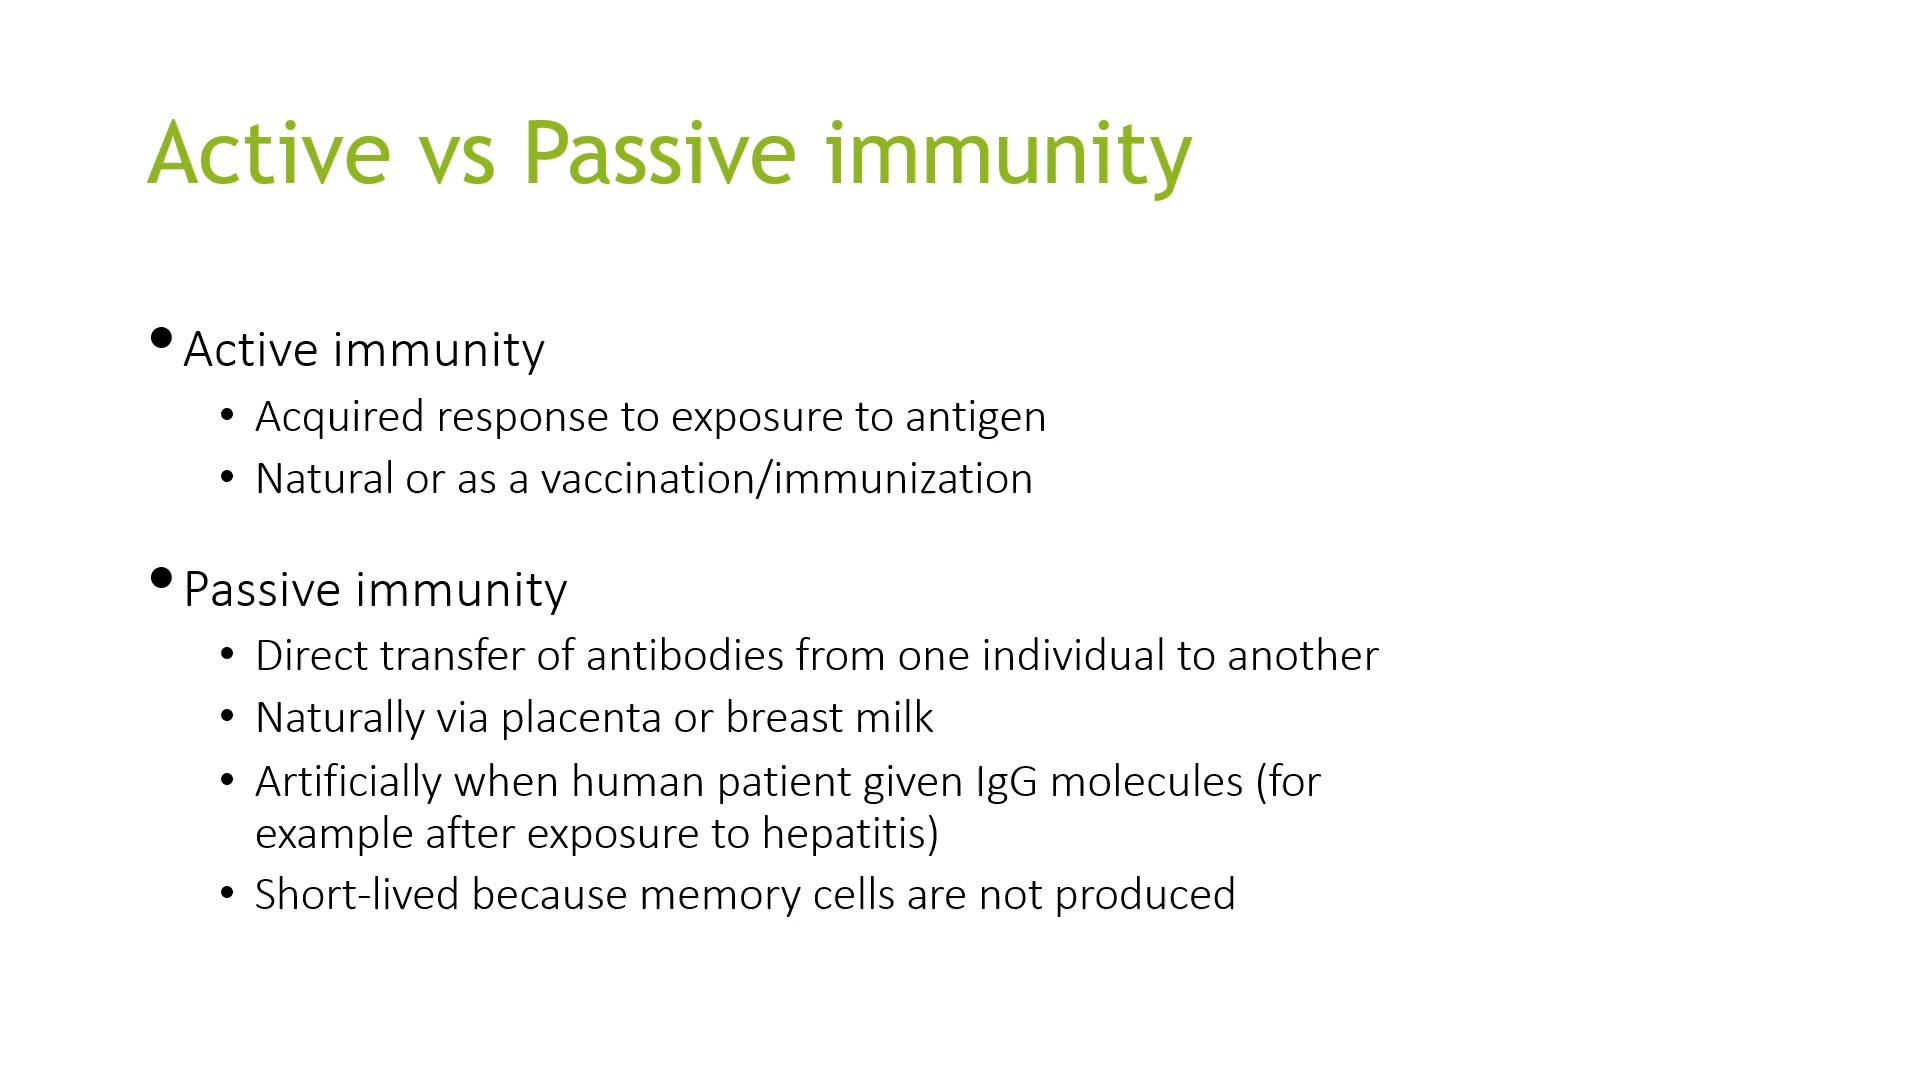 Active vs Passive immunity
• Active immunity
• Acquired response to exposure to antigen
• Natural or as a vaccination/immunization
• Passive immunity
• Direct transfer of antibodies from one individual to another
• Naturally via placenta or breast milk
• Artificially when human patient given IgG molecules (for
example after exposure to hepatitis)
• Short-lived because memory cells are not produced